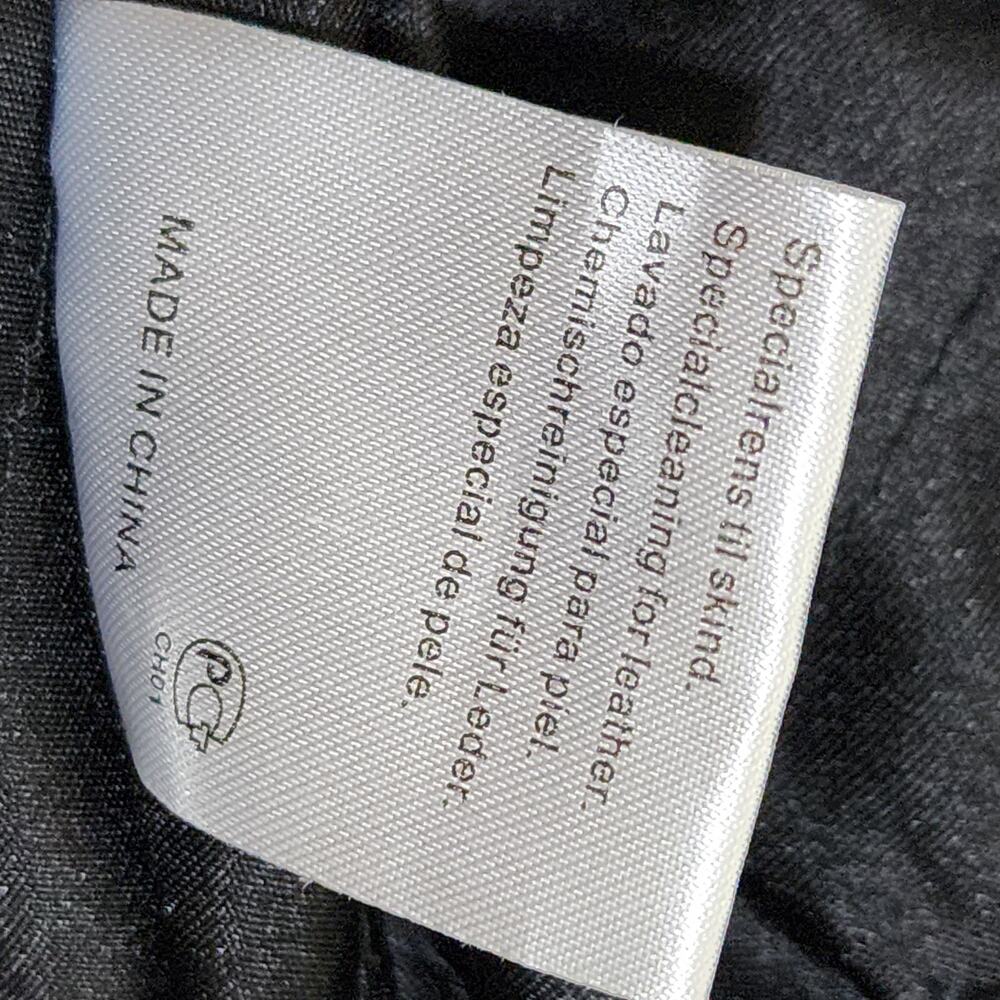 Specialrens til skind.
Specialcleaning for leather.
Lavado especial para piel.
Chemischreinigung für Leder.
Limpeza especial de pele.
MADE IN CHINA
CH01